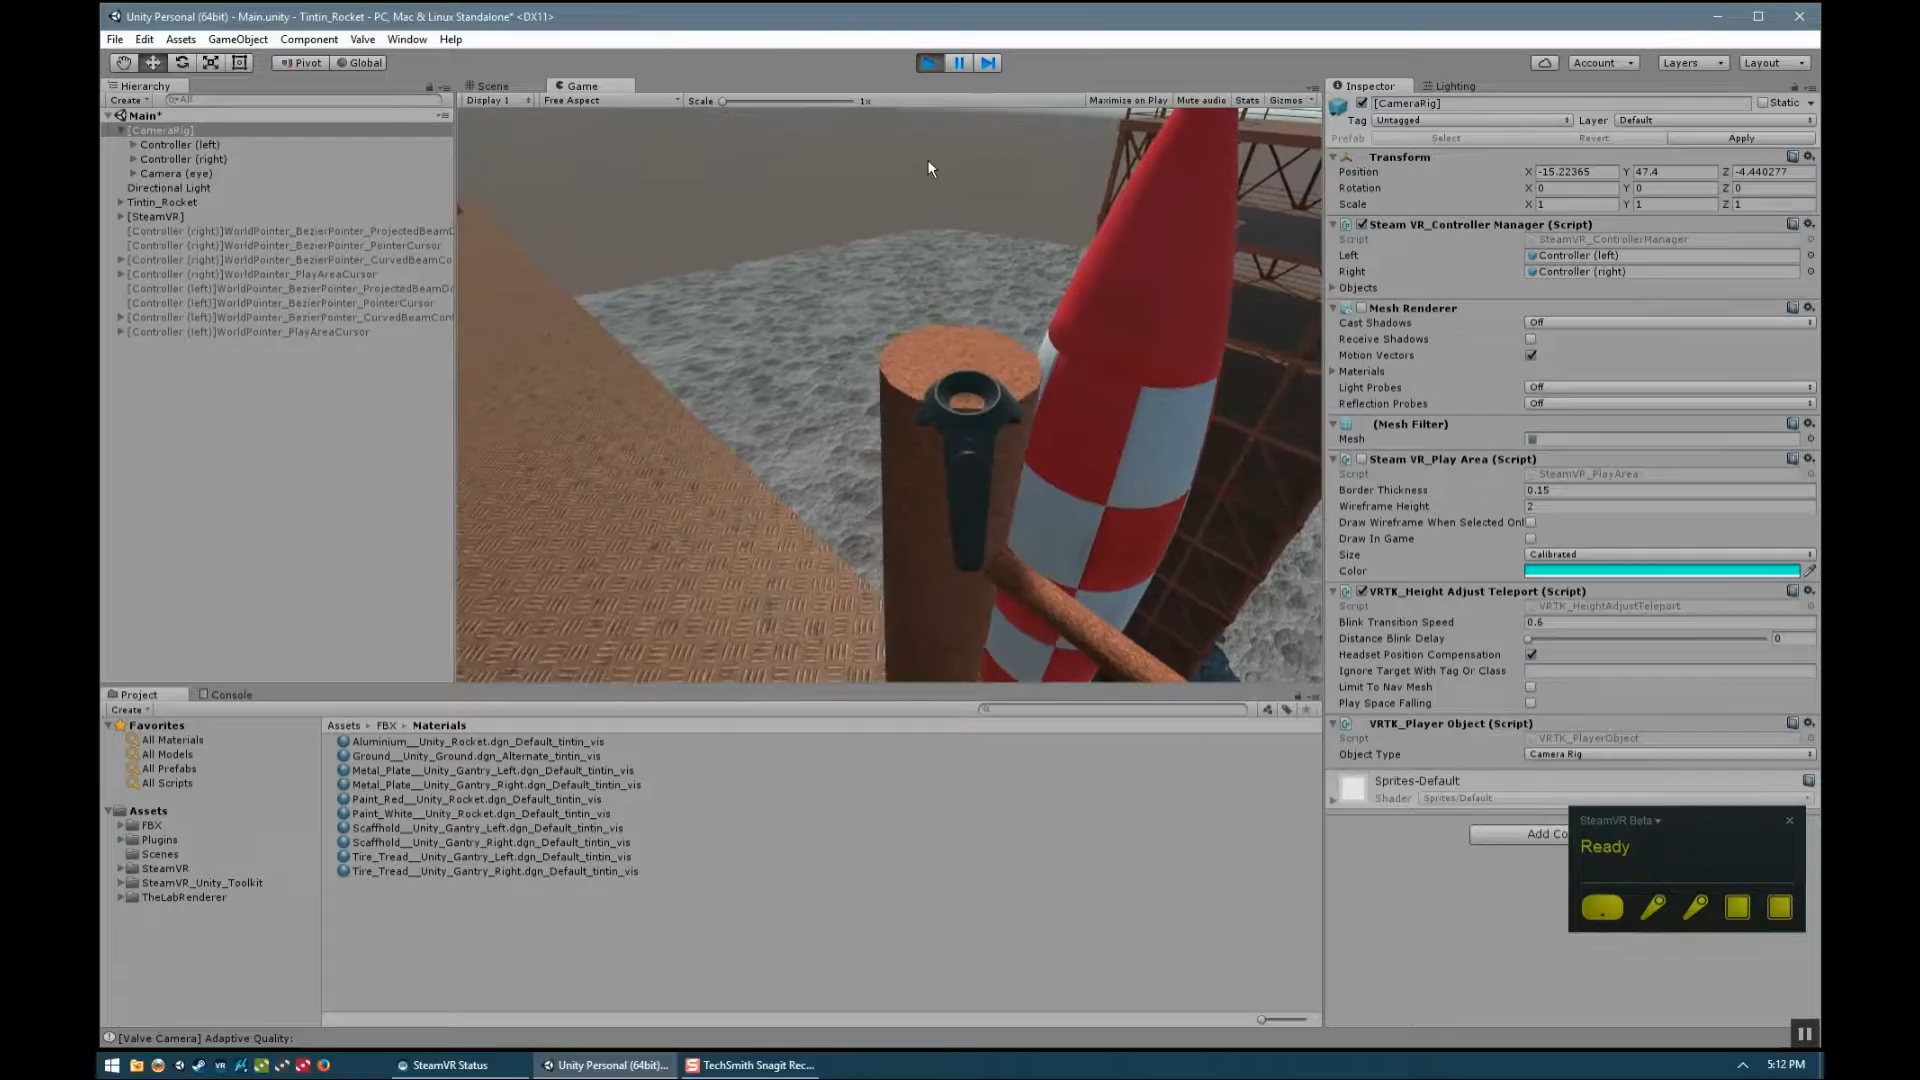 Unity Personal (64bit) - Main.unity - Tintin_Rocket - PC, Mac & Linux Standalone* <DX11>
File Edit Assets GameObject Component Valve Window Help
Pivot Global Account Layers Layout
Hierarchy
Create All
Main*
[CameraRig]
Controller (left)
Controller (right)
Camera (eye)
Directional Light
Tintin_Rocket
[SteamVR]
[Controller (right)]WorldPointer_BezierPointer_ProjectedBeamD
[Controller (right)]WorldPointer_BezierPointer_PointerCursor
[Controller (right)]WorldPointer_BezierPointer_CurvedBeamCo
[Controller (right)]WorldPointer_PlayAreaCursor
[Controller (left)]WorldPointer_BezierPointer_ProjectedBeamDo
[Controller (left)]WorldPointer_BezierPointer_PointerCursor
[Controller (left)]WorldPointer_BezierPointer_CurvedBeamCon
[Controller (left)]WorldPointer_PlayAreaCursor
Scene Game
Display 1 Free Aspect Scale 1x Maximize on Play Mute audio Stats Gizmos
Inspector Lighting
[CameraRig] Static
Tag Untagged Layer Default
Prefab Select Revert Apply
Transform
Position X -15.22365 Y 47.4 Z -4.440277
Rotation X 0 Y 0 Z 0
Scale X 1 Y 1 Z 1
Steam VR_Controller Manager (Script)
Script SteamVR_ControllerManager
Left Controller (left)
Right Controller (right)
Objects
Mesh Renderer
Cast Shadows Off
Receive Shadows
Motion Vectors
Materials
Light Probes Off
Reflection Probes Off
(Mesh Filter)
Mesh
Steam VR_Play Area (Script)
Script SteamVR_PlayArea
Border Thickness 0.15
Wireframe Height 2
Draw Wireframe When Selected Onl
Draw In Game
Size Calibrated
Color
VRTK_Height Adjust Teleport (Script)
Script VRTK_HeightAdjustTeleport
Blink Transition Speed 0.6
Distance Blink Delay 0
Headset Position Compensation
Ignore Target With Tag Or Class
Limit To Nav Mesh
Play Space Falling
VRTK_Player Object (Script)
Script VRTK_PlayerObject
Object Type Camera Rig
Sprites-Default
Shader Sprites/Default
Add Co
SteamVR Beta
Ready
Project Console
Create
Favorites
All Materials
All Models
All Prefabs
All Scripts
Assets
FBX
Plugins
Scenes
SteamVR
SteamVR_Unity_Toolkit
TheLabRenderer
Assets FBX Materials
Aluminium__Unity_Rocket.dgn_Default_tintin_vis
Ground__Unity_Ground.dgn_Alternate_tintin_vis
Metal_Plate__Unity_Gantry_Left.dgn_Default_tintin_vis
Metal_Plate__Unity_Gantry_Right.dgn_Default_tintin_vis
Paint_Red__Unity_Rocket.dgn_Default_tintin_vis
Paint_White__Unity_Rocket.dgn_Default_tintin_vis
Scaffhold__Unity_Gantry_Left.dgn_Default_tintin_vis
Scaffhold__Unity_Gantry_Right.dgn_Default_tintin_vis
Tire_Tread__Unity_Gantry_Left.dgn_Default_tintin_vis
Tire_Tread__Unity_Gantry_Right.dgn_Default_tintin_vis
[Valve Camera] Adaptive Quality:
SteamVR Status Unity Personal (64bit)... TechSmith Snagit Rec... 5:12 PM